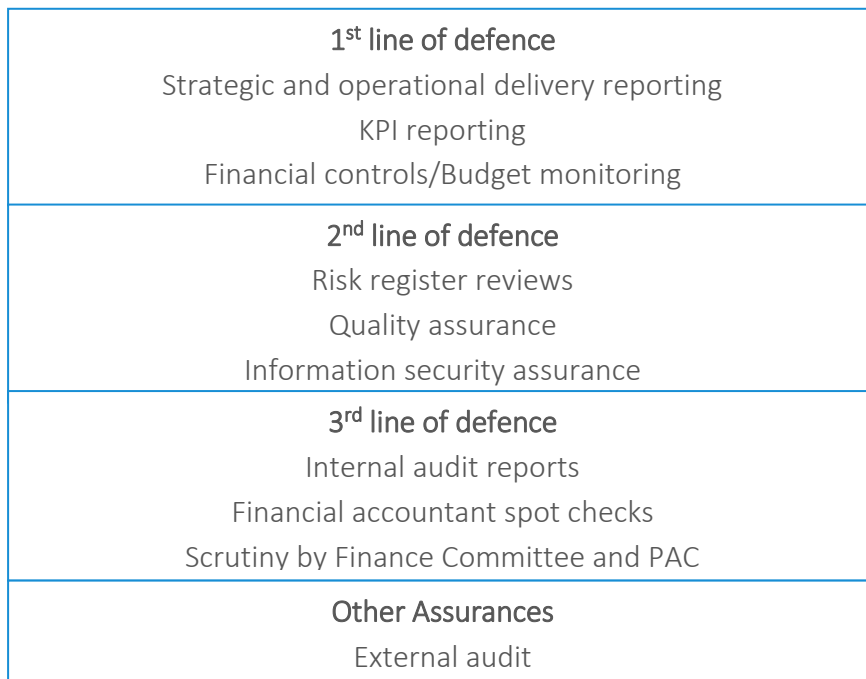 1st line of defence
Strategic and operational delivery reporting
KPI reporting
Financial controls/Budget monitoring
2nd line of defence
Risk register reviews
Quality assurance
Information security assurance
3rd line of defence
Internal audit reports
Financial accountant spot checks
Scrutiny by Finance Committee and PAC
Other Assurances
External audit